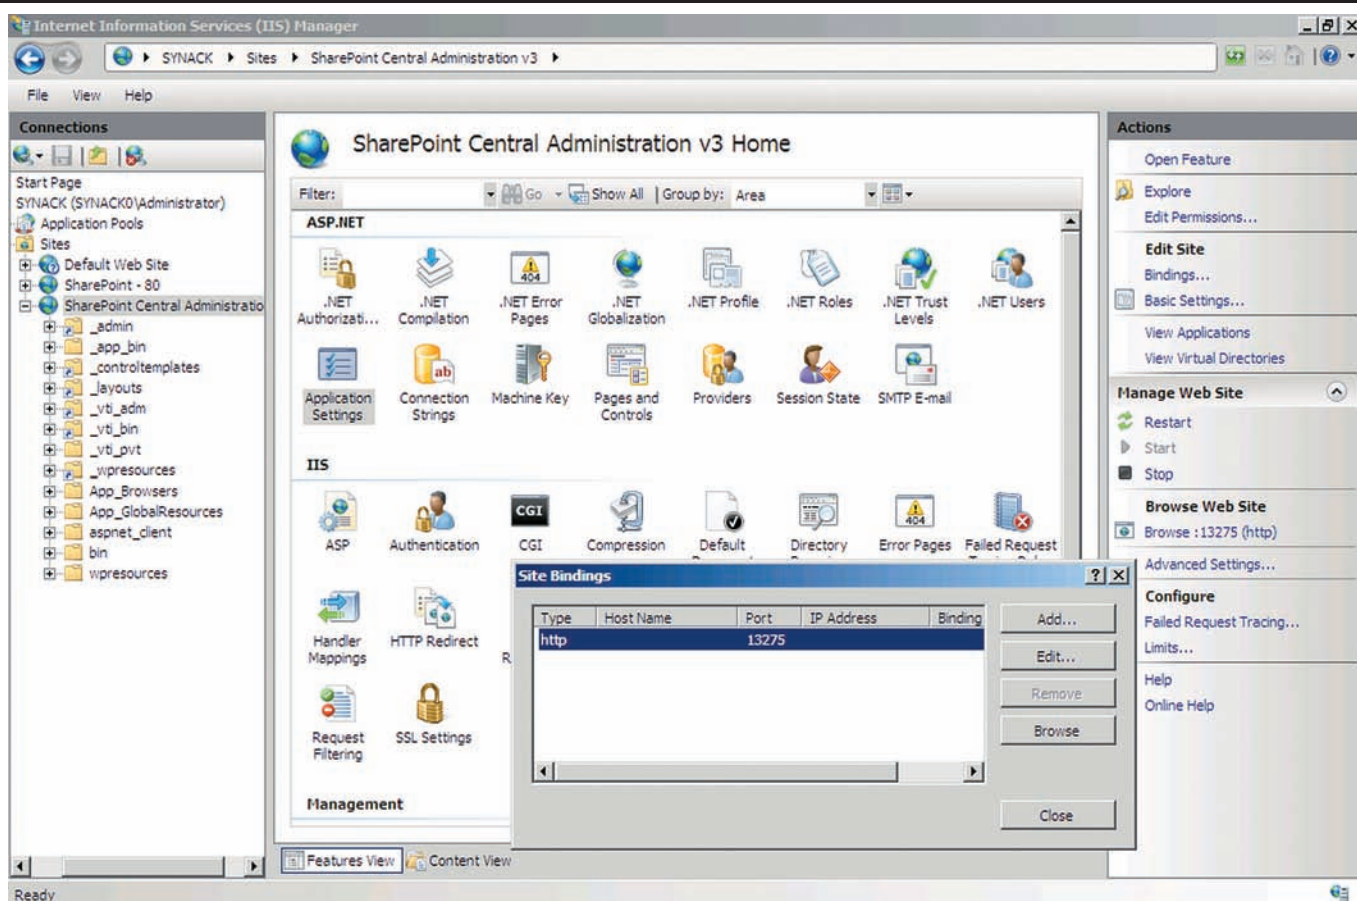 Internet Information Services (IIS) Manager
SYNACK Sites SharePoint Central Administration v3
File View Help
Connections
Start Page
SYNACK (SYNACK0\Administrator)
Application Pools
Sites
Default Web Site
SharePoint - 80
SharePoint Central Administratio
_admin
_app_bin
_controltemplates
_layouts
_vti_adm
_vti_bin
_vti_pvt
_wpresources
App_Browsers
App_GlobalResources
aspnet_client
bin
wpresources
SharePoint Central Administration v3 Home
Filter: Go Show All Group by: Area
ASP.NET
.NET Authorizati...
.NET Compilation
.NET Error Pages
.NET Globalization
.NET Profile
.NET Roles
.NET Trust Levels
.NET Users
Application Settings
Connection Strings
Machine Key
Pages and Controls
Providers
Session State
SMTP E-mail
IIS
ASP
Authentication
CGI
Compression
Default
Directory
Error Pages
Failed Request
Handler Mappings
HTTP Redirect
Request Filtering
SSL Settings
Management
Features View Content View
Site Bindings
Type Host Name Port IP Address Binding
http 13275
Add...
Edit...
Remove
Browse
Close
Actions
Open Feature
Explore
Edit Permissions...
Edit Site
Bindings...
Basic Settings...
View Applications
View Virtual Directories
Manage Web Site
Restart
Start
Stop
Browse Web Site
Browse :13275 (http)
Advanced Settings...
Configure
Failed Request Tracing...
Limits...
Help
Online Help
Ready